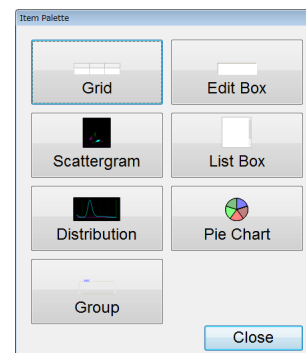 Item Palette
Grid
Edit Box
Scattergram
List Box
Distribution
Pie Chart
Group
Close